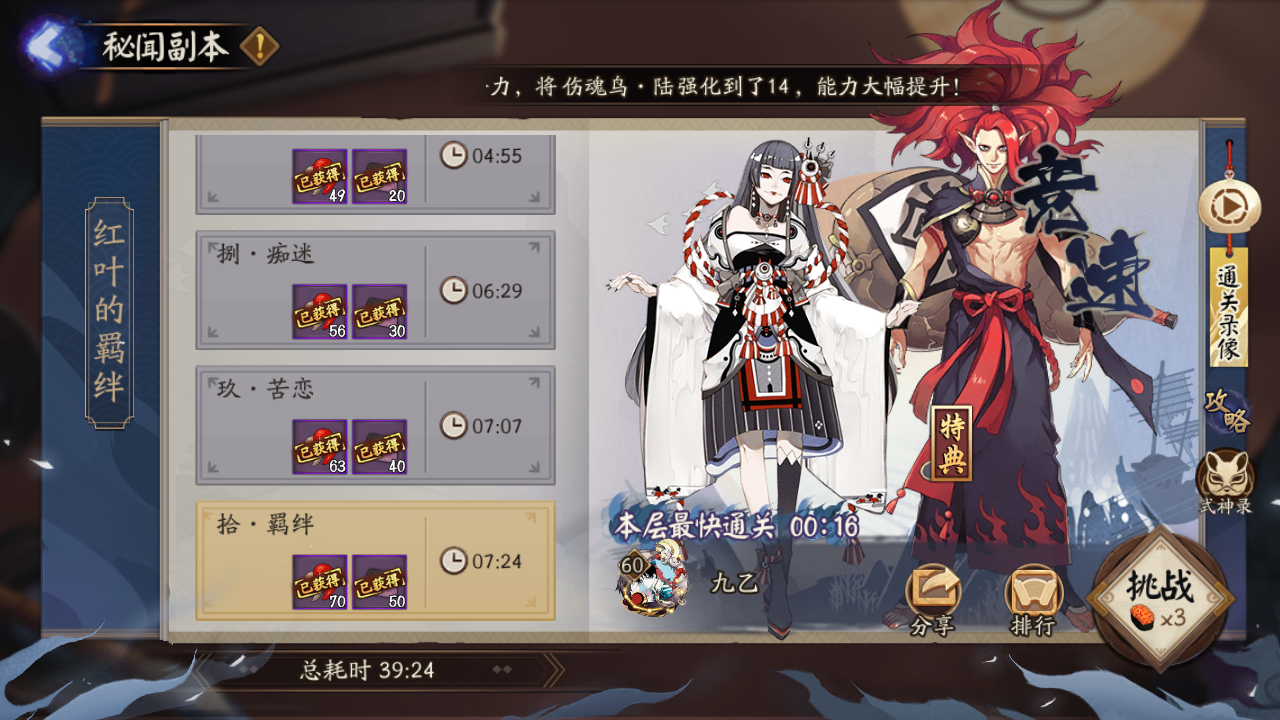 秘闻副本
·力，将 伤魂鸟·陆强化到了14，能力大幅提升！
红叶的羁绊
已获得
49
已获得
20
04:55
捌·痴迷
已获得
56
已获得
30
06:29
玖·苦恋
已获得
63
已获得
40
07:07
拾·羁绊
已获得
70
已获得
50
07:24
总耗时 39:24
竞速
特典
本层最快通关 00:16
60
九乙
分享
排行
通关录像
攻略
式神录
挑战
x3